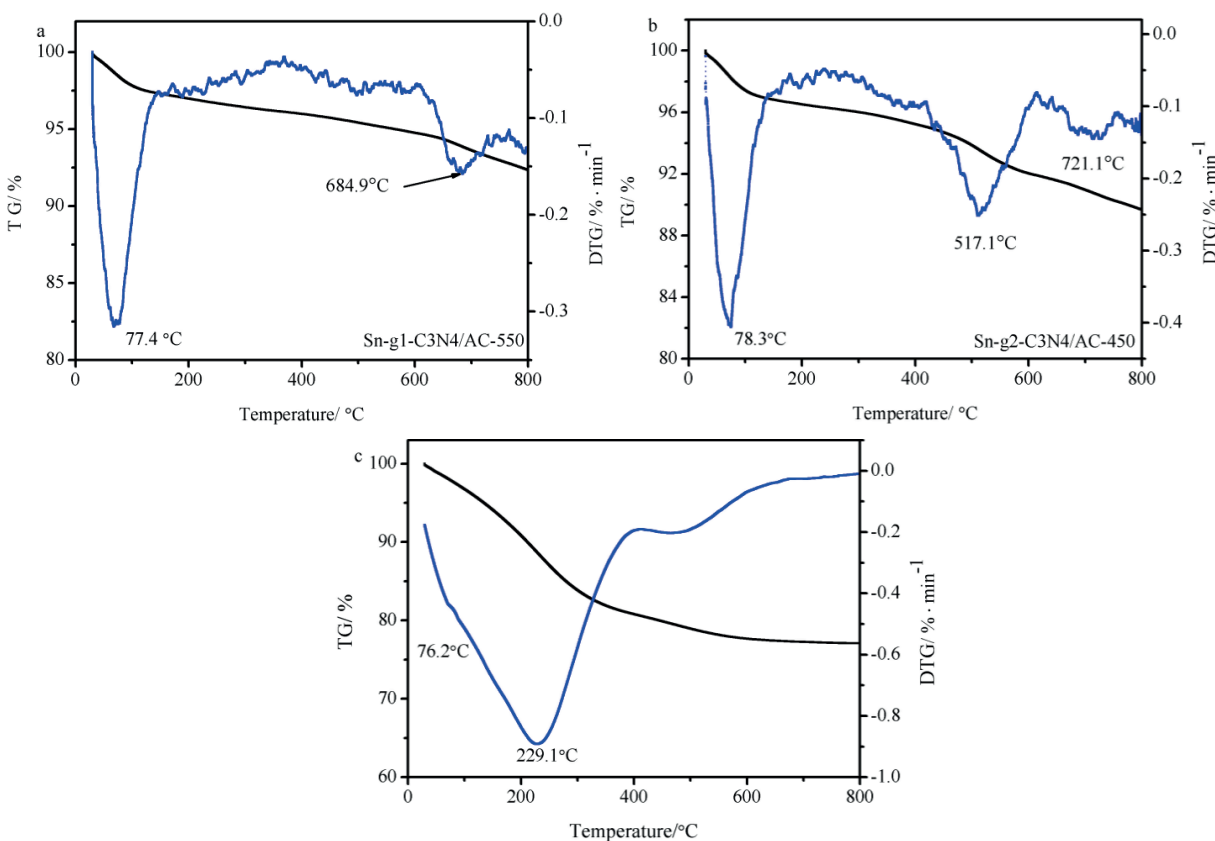 a
100
95
90
85
80
T G/ %
0.0
-0.1
-0.2
-0.3
DTG/ % · min-1
684.9°C
77.4 °C
Sn-g1-C3N4/AC-550
0 200 400 600 800
Temperature/ °C
b
100
96
92
88
84
80
TG/ %
0.0
-0.1
-0.2
-0.3
-0.4
DTG/ % · min-1
721.1°C
517.1°C
78.3°C
Sn-g2-C3N4/AC-450
0 200 400 600 800
Temperature/ °C
c
100
90
80
70
60
TG/ %
0.0
-0.2
-0.4
-0.6
-0.8
-1.0
DTG/ % · min-1
76.2°C
229.1°C
0 200 400 600 800
Temperature/°C